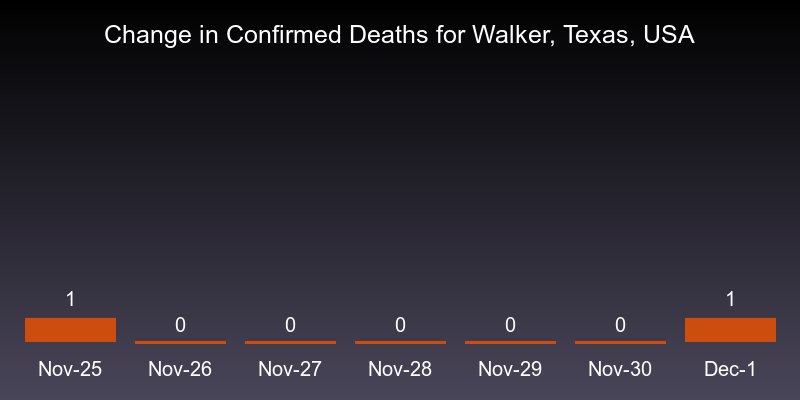 Change in Confirmed Deaths for Walker, Texas, USA
1 0 0 0 0 0 1
Nov-25 Nov-26 Nov-27 Nov-28 Nov-29 Nov-30 Dec-1